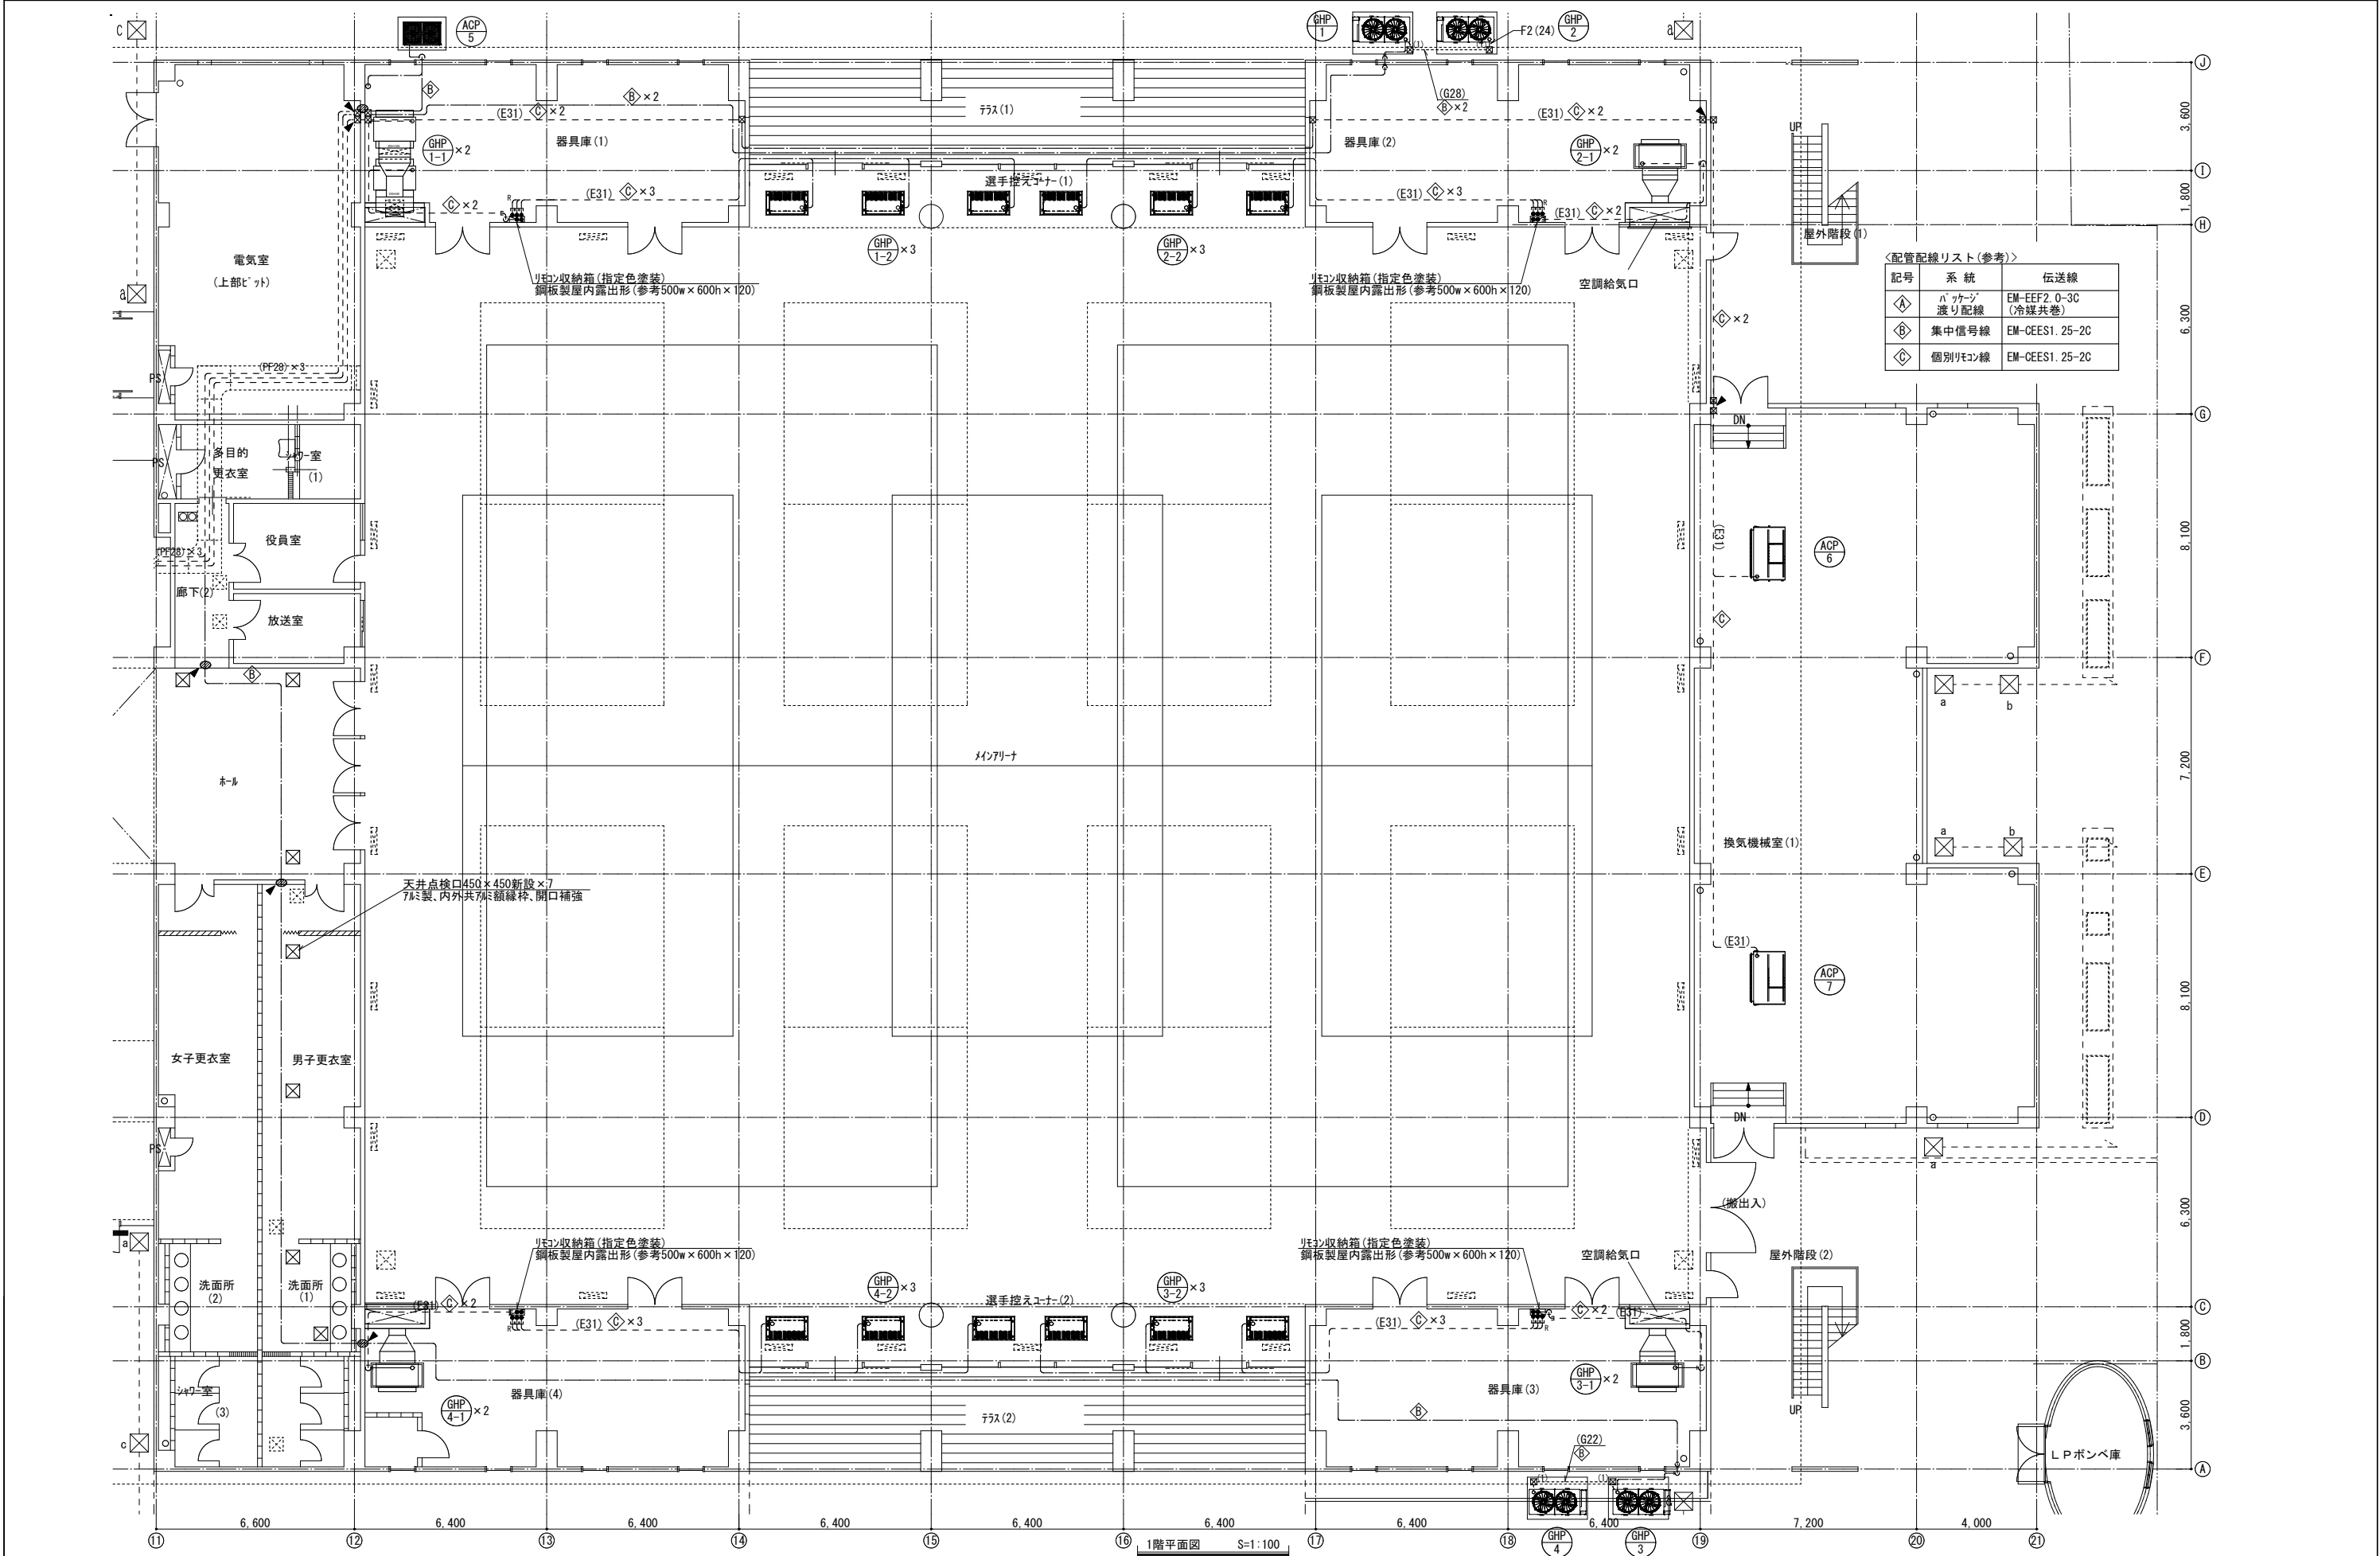 C
ACP
5
GHP
1
F2(24)
GHP
2
a
J
(1)
B
B×2
(E31) C×2
テラス(1)
(G28)
B×2
(E31) C×2
UP
3,600
GHP
1-1
×2
器具庫(1)
器具庫(2)
GHP
2-1
×2
I
選手控えコーナー(1)
C×2
(E31) C×3
(E31) C×3
(E31) C×2
R
R
1,800
H
屋外階段(1)
GHP
1-2
×3
GHP
2-2
×3
電気室
(上部ピット)
a
リモコン収納箱(指定色塗装)
鋼板製屋内露出形(参考500w×600h×120)
リモコン収納箱(指定色塗装)
鋼板製屋内露出形(参考500w×600h×120)
空調給気口
〈配管配線リスト(参考)〉
記号 系統 伝送線
A パッケージ渡り配線 EM-EEF2.0-3C(冷媒共巻)
B 集中信号線 EM-CEES1.25-2C
C 個別リモコン線 EM-CEES1.25-2C
C×2
6,300
(PF28)×3
PS
G
DN
PS
多目的
更衣室
シャワー室
(1)
役員室
(PF28)×3
(E31)
ACP
6
8,100
廊下(2)
放送室
C
F
B
a
b
メインアリーナ
ホール
7,200
換気機械室(1)
a
b
E
天井点検口450×450新設×7
アルミ製、内外共アルミ額縁枠、開口補強
(E31)
ACP
7
8,100
女子更衣室
男子更衣室
DN
D
PS
a
(搬出入)
6,300
a
リモコン収納箱(指定色塗装)
鋼板製屋内露出形(参考500w×600h×120)
リモコン収納箱(指定色塗装)
鋼板製屋内露出形(参考500w×600h×120)
空調給気口
屋外階段(2)
洗面所
(2)
洗面所
(1)
GHP
4-2
×3
GHP
3-2
×3
選手控えコーナー(2)
(E31) C×2
C×2 (E31)
C
(E31) C×3
(E31) C×3
R
R
1,800
B
シャワー室
(3)
GHP
4-1
×2
器具庫(4)
器具庫(3)
GHP
3-1
×2
テラス(2)
B
UP
3,600
c
(G22)
B
LPボンベ庫
A
(1)
(1)
6,600
6,400
6,400
6,400
6,400
6,400
6,400
6,400
7,200
4,000
11
12
13
14
15
16
17
18
19
20
21
GHP
4
GHP
3
1階平面図 S=1:100